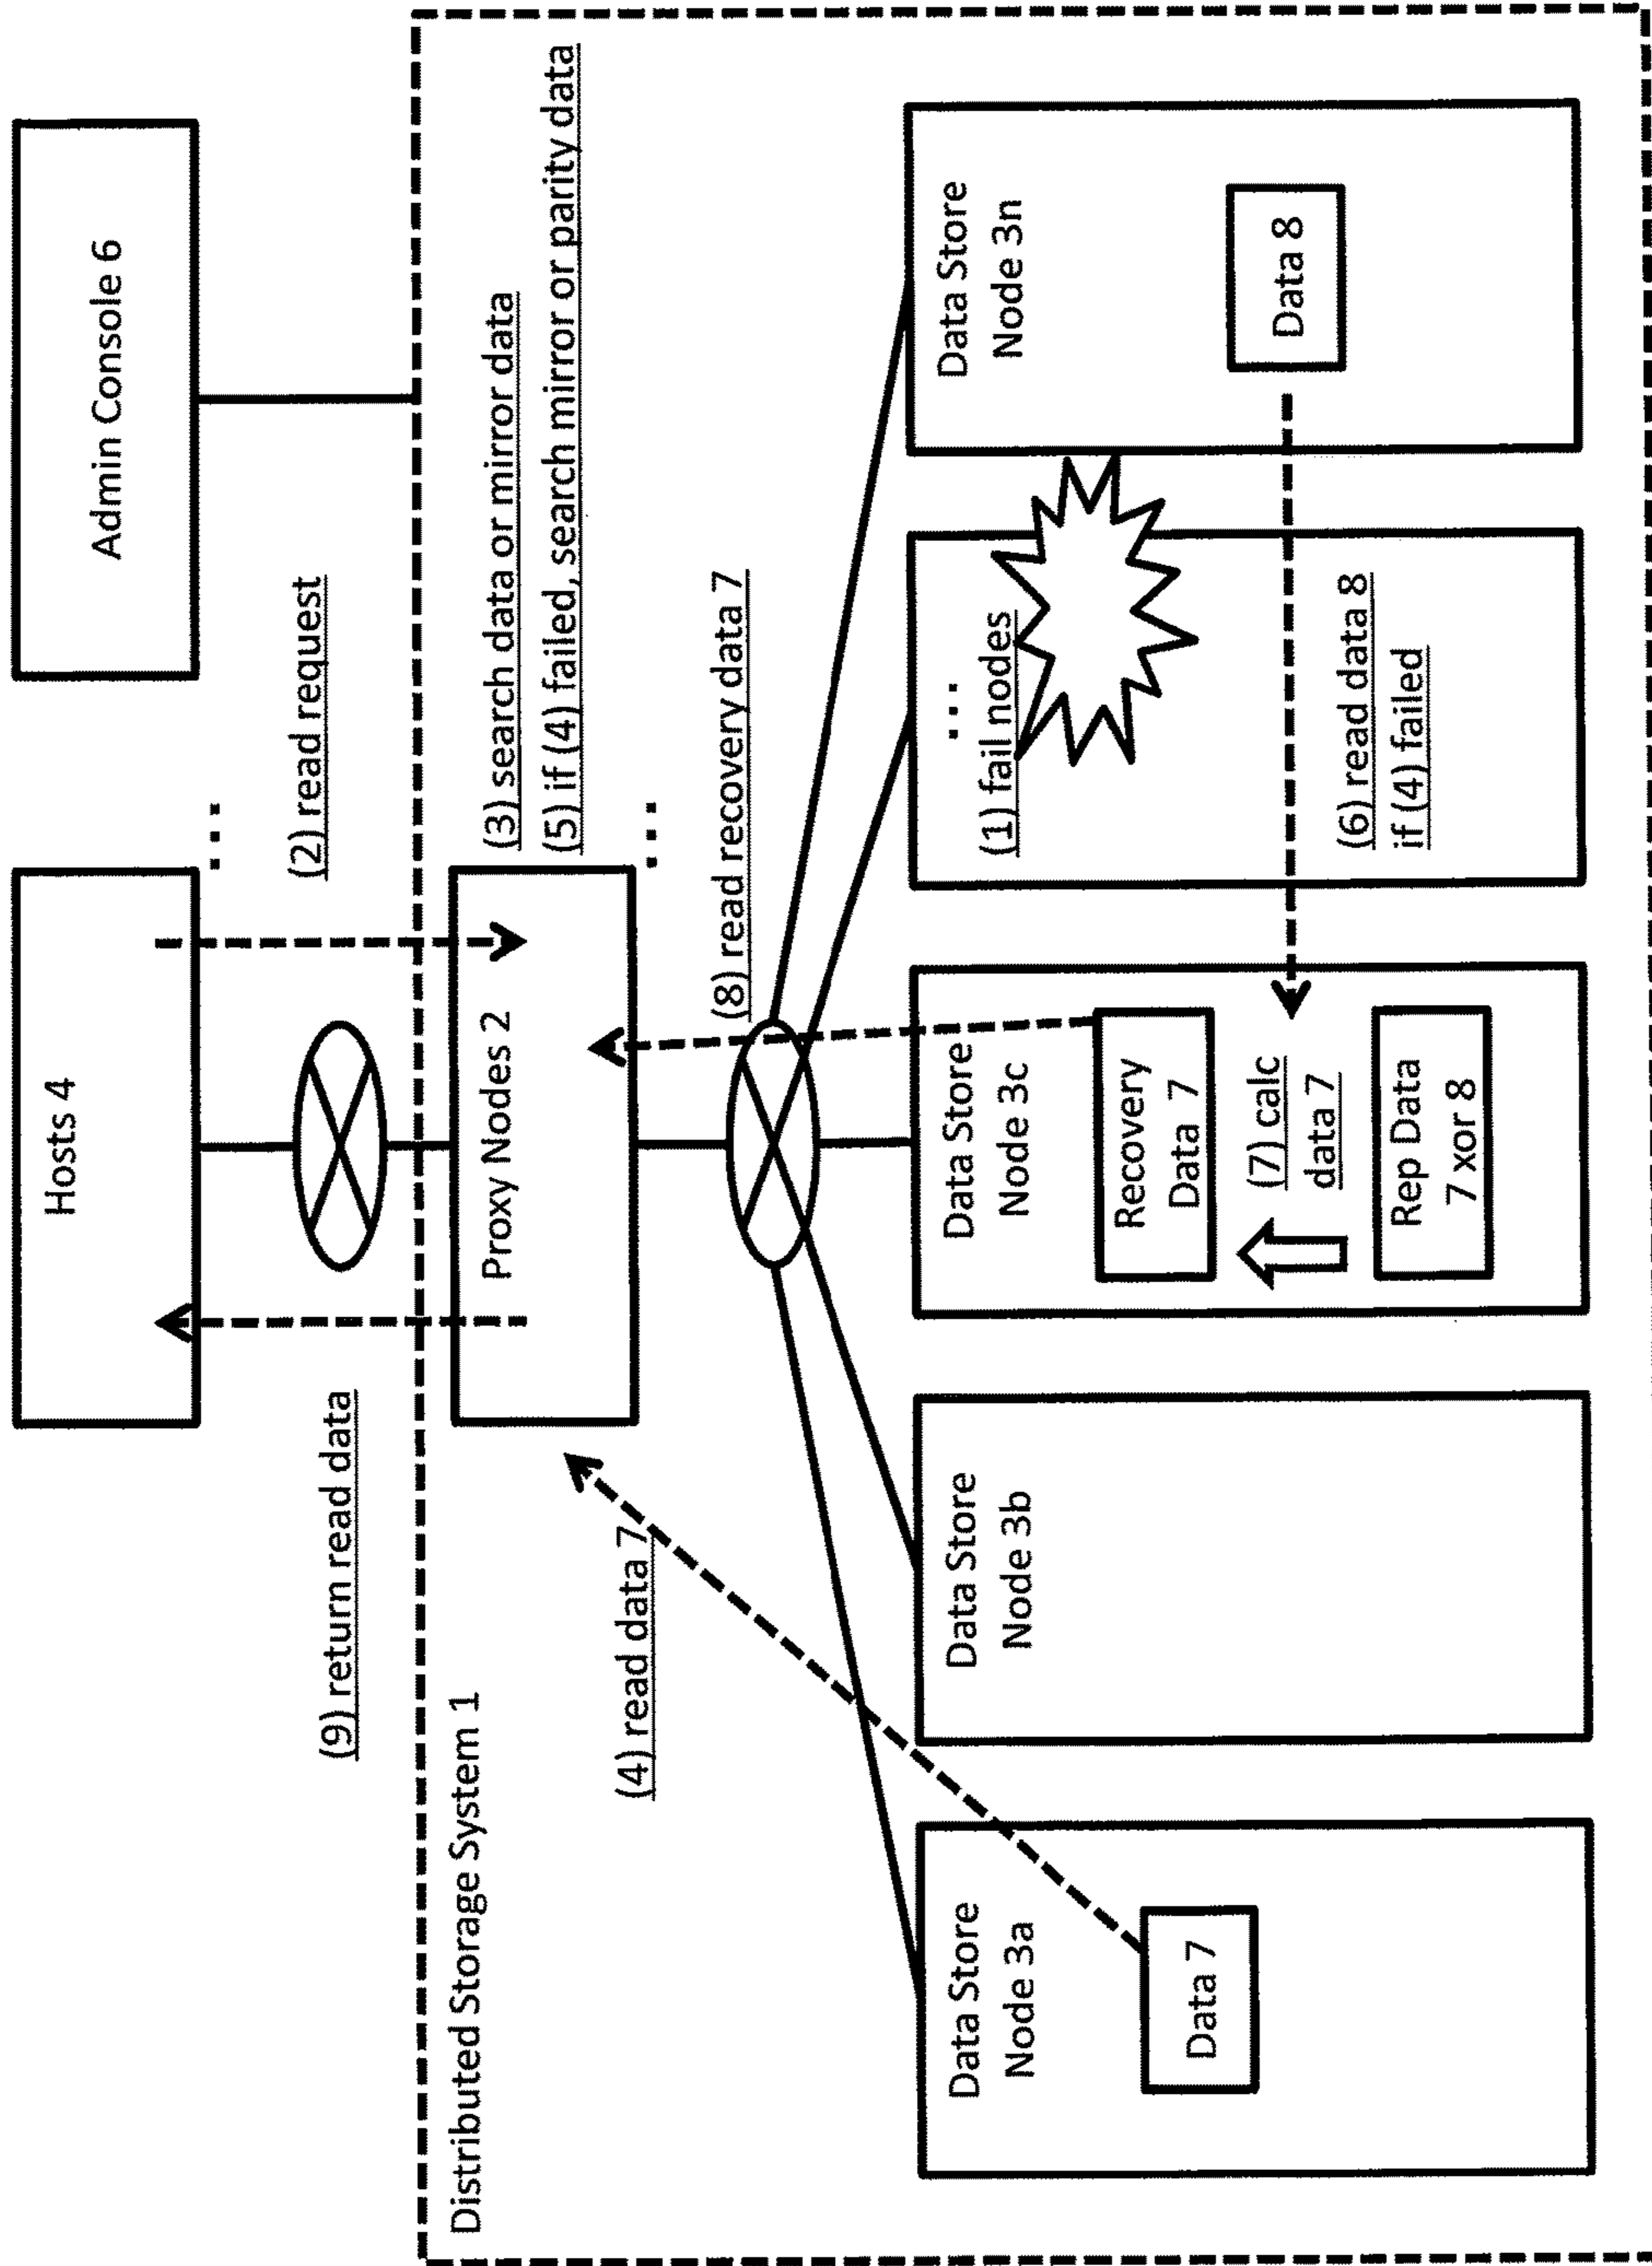 Hosts 4
...
Admin Console 6
(9) return read data
(2) read request
Distributed Storage System 1
Proxy Nodes 2
(3) search data or mirror data
(5) if (4) failed, search mirror or parity data
...
(4) read data 7
(8) read recovery data 7
Data Store
Node 3a
Data 7
Data Store
Node 3b
Data Store
Node 3c
Recovery
Data 7
(7) calc
data 7
Rep Data
7 xor 8
...
(1) fail nodes
(6) read data 8
if (4) failed
Data Store
Node 3n
Data 8